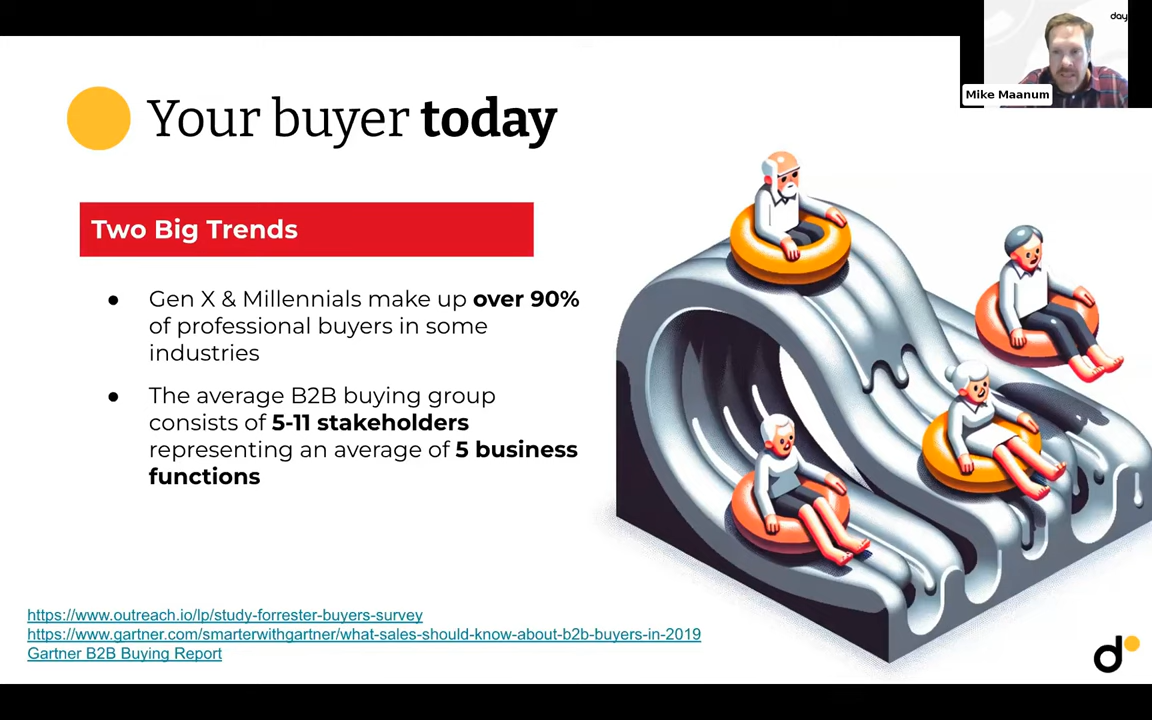 day
Mike Maanum
Your buyer today
Two Big Trends
● Gen X & Millennials make up over 90%
of professional buyers in some
industries
● The average B2B buying group
consists of 5-11 stakeholders
representing an average of 5 business
functions
https://www.outreach.io/lp/study-forrester-buyers-survey
https://www.gartner.com/smarterwithgartner/what-sales-should-know-about-b2b-buyers-in-2019
Gartner B2B Buying Report
d